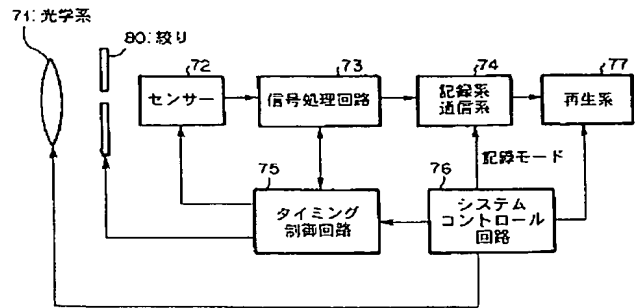 71:光学系
80:絞り
72
センサー
73
信号処理回路
74
記録系
通信系
77
再生系
記録モード
75
タイミング
制御回路
76
システム
コントロール
回路